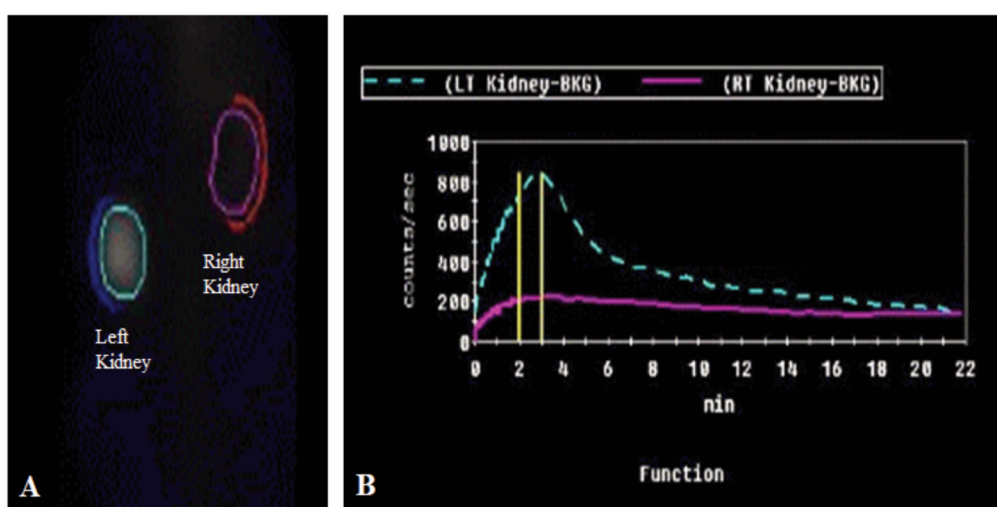 Right
Kidney
Left
Kidney
A
(LT Kidney-BKG) (RT Kidney-BKG)
counts/sec
1000
800
600
400
200
0
0 2 4 6 8 10 12 14 16 18 20 22
min
Function
B